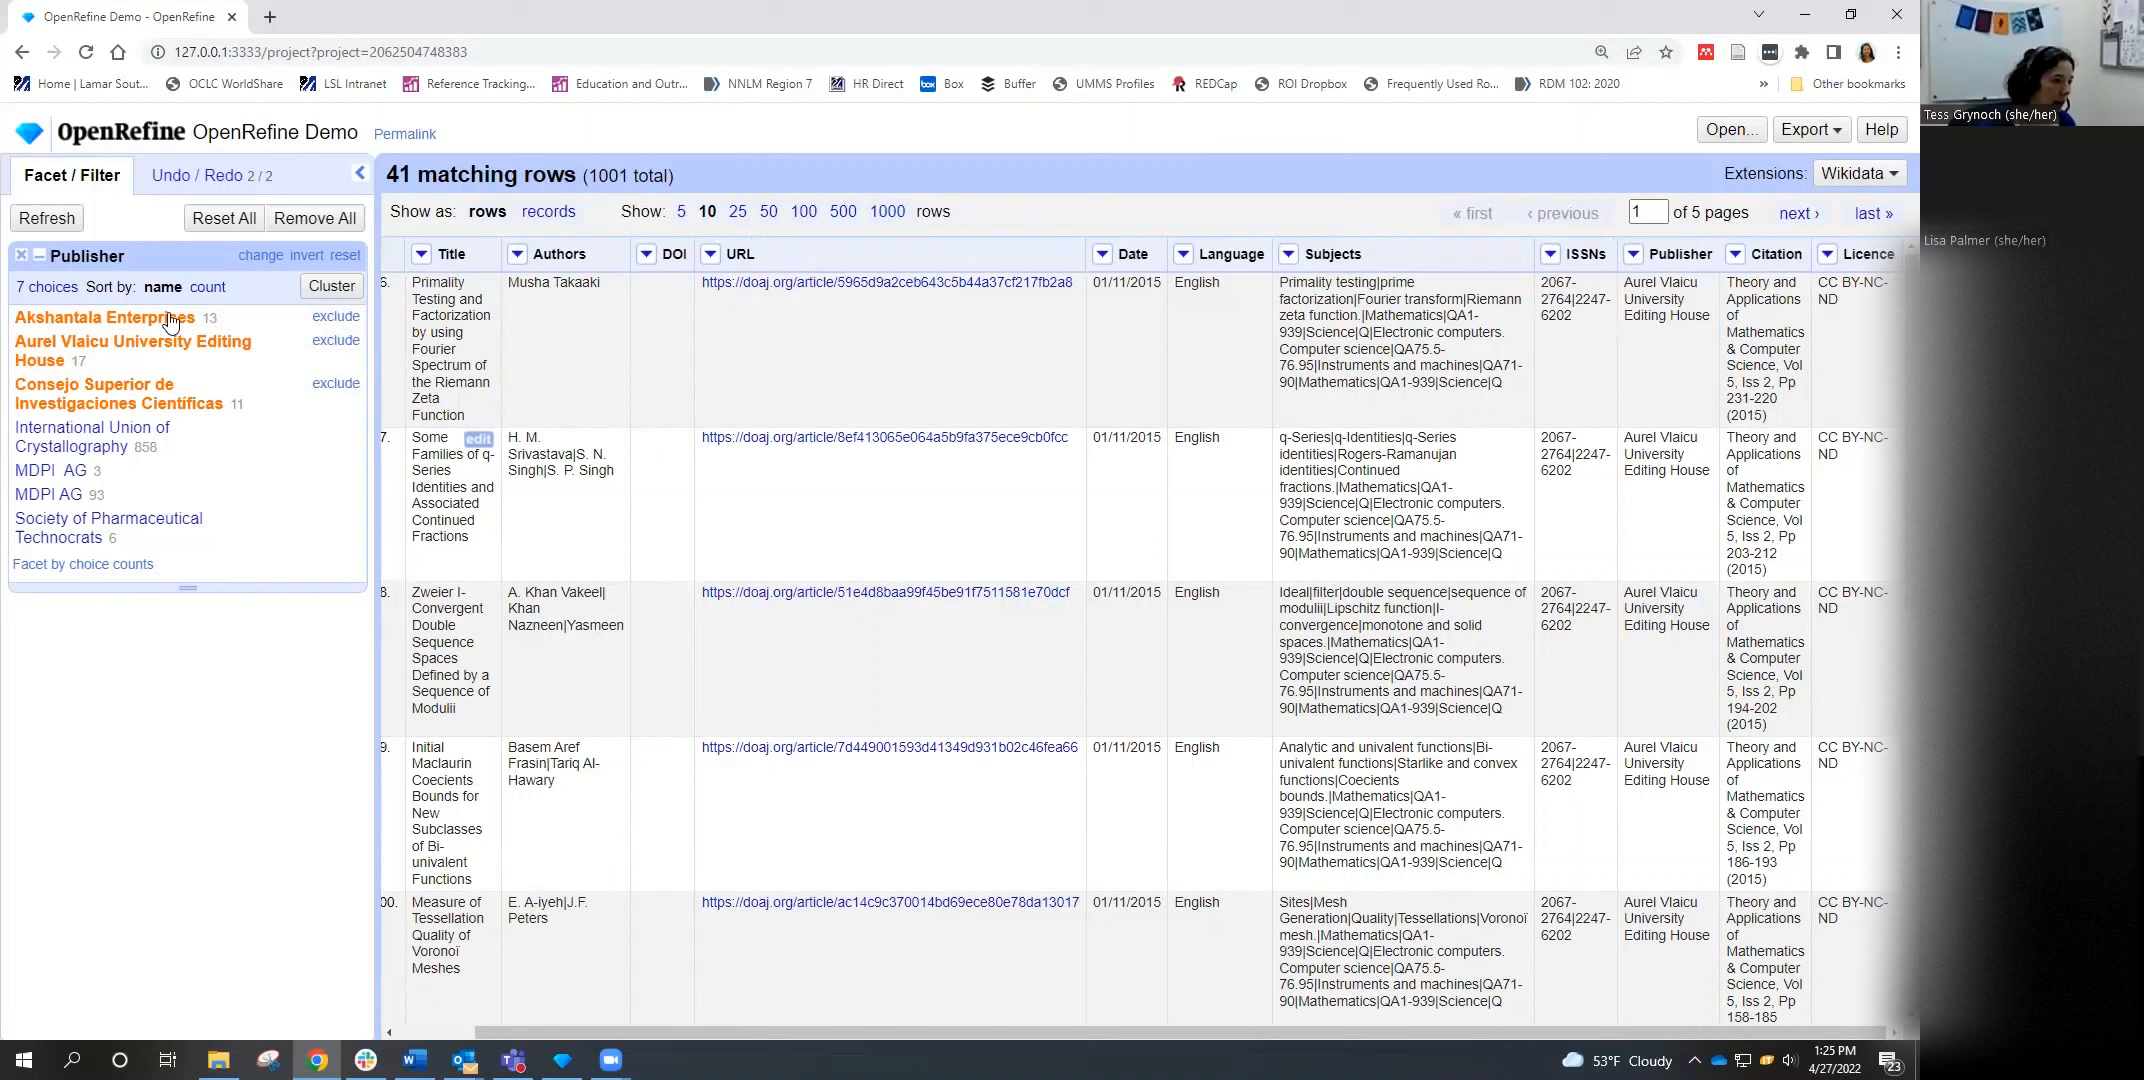 OpenRefine Demo - OpenRefine
127.0.0.1:3333/project?project=2062504748383
Home | Lamar Sout... OCLC WorldShare LSL Intranet Reference Tracking... Education and Outr... NNLM Region 7 HR Direct Box Buffer UMMS Profiles REDCap ROI Dropbox Frequently Used Ro... RDM 102: 2020 » Other bookmarks
Tess Grynoch (she/her)
Lisa Palmer (she/her)
OpenRefine OpenRefine Demo Permalink
Open... Export Help
Facet / Filter Undo / Redo 2 / 2
Refresh Reset All Remove All
Publisher change invert reset
7 choices Sort by: name count Cluster
Akshantala Enterprises 13 exclude
Aurel Vlaicu University Editing exclude
House 17
Consejo Superior de exclude
Investigaciones Científicas 11
International Union of
Crystallography 858
MDPI  AG 3
MDPI AG 93
Society of Pharmaceutical
Technocrats 6
Facet by choice counts
41 matching rows (1001 total)
Extensions: Wikidata
Show as: rows records Show: 5 10 25 50 100 500 1000 rows
« first ‹ previous 1 of 5 pages next › last »
Title Authors DOI URL Date Language Subjects ISSNs Publisher Citation Licence
6.
Primality
Testing and
Factorization
by using
Fourier
Spectrum of
the Riemann
Zeta
Function
Musha Takaaki
https://doaj.org/article/5965d9a2ceb643c5b44a37cf217fb2a8
01/11/2015
English
Primality testing|prime
factorization|Fourier transform|Riemann
zeta function.|Mathematics|QA1-
939|Science|Q|Electronic computers.
Computer science|QA75.5-
76.95|Instruments and machines|QA71-
90|Mathematics|QA1-939|Science|Q
2067-
2764|2247-
6202
Aurel Vlaicu
University
Editing House
Theory and
Applications
of
Mathematics
& Computer
Science, Vol
5, Iss 2, Pp
231-220
(2015)
CC BY-NC-
ND
7.
Some edit
Families of q-
Series
Identities and
Associated
Continued
Fractions
H. M.
Srivastava|S. N.
Singh|S. P. Singh
https://doaj.org/article/8ef413065e064a5b9fa375ece9cb0fcc
01/11/2015
English
q-Series|q-Identities|q-Series
identities|Rogers-Ramanujan
identities|Continued
fractions.|Mathematics|QA1-
939|Science|Q|Electronic computers.
Computer science|QA75.5-
76.95|Instruments and machines|QA71-
90|Mathematics|QA1-939|Science|Q
2067-
2764|2247-
6202
Aurel Vlaicu
University
Editing House
Theory and
Applications
of
Mathematics
& Computer
Science, Vol
5, Iss 2, Pp
203-212
(2015)
CC BY-NC-
ND
8.
Zweier I-
Convergent
Double
Sequence
Spaces
Defined by a
Sequence of
Modulii
A. Khan Vakeel|
Khan
Nazneen|Yasmeen
https://doaj.org/article/51e4d8baa99f45be91f7511581e70dcf
01/11/2015
English
Ideal|filter|double sequence|sequence of
modulii|Lipschitz function|I-
convergence|monotone and solid
spaces.|Mathematics|QA1-
939|Science|Q|Electronic computers.
Computer science|QA75.5-
76.95|Instruments and machines|QA71-
90|Mathematics|QA1-939|Science|Q
2067-
2764|2247-
6202
Aurel Vlaicu
University
Editing House
Theory and
Applications
of
Mathematics
& Computer
Science, Vol
5, Iss 2, Pp
194-202
(2015)
CC BY-NC-
ND
9.
Initial
Maclaurin
Coecients
Bounds for
New
Subclasses
of Bi-
univalent
Functions
Basem Aref
Frasin|Tariq Al-
Hawary
https://doaj.org/article/7d449001593d41349d931b02c46fea66
01/11/2015
English
Analytic and univalent functions|Bi-
univalent functions|Starlike and convex
functions|Coecients
bounds.|Mathematics|QA1-
939|Science|Q|Electronic computers.
Computer science|QA75.5-
76.95|Instruments and machines|QA71-
90|Mathematics|QA1-939|Science|Q
2067-
2764|2247-
6202
Aurel Vlaicu
University
Editing House
Theory and
Applications
of
Mathematics
& Computer
Science, Vol
5, Iss 2, Pp
186-193
(2015)
CC BY-NC-
ND
00.
Measure of
Tessellation
Quality of
Voronoï
Meshes
E. A-iyeh|J.F.
Peters
https://doaj.org/article/ac14c9c370014bd69ece80e78da13017
01/11/2015
English
Sites|Mesh
Generation|Quality|Tessellations|Voronoï
mesh.|Mathematics|QA1-
939|Science|Q|Electronic computers.
Computer science|QA75.5-
76.95|Instruments and machines|QA71-
90|Mathematics|QA1-939|Science|Q
2067-
2764|2247-
6202
Aurel Vlaicu
University
Editing House
Theory and
Applications
of
Mathematics
& Computer
Science, Vol
5, Iss 2, Pp
158-185
CC BY-NC-
ND
53°F Cloudy
1:25 PM
4/27/2022
23